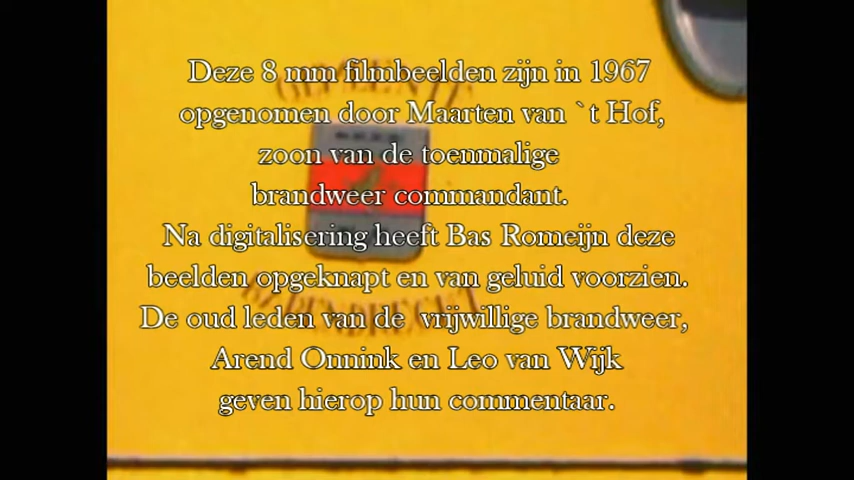 Deze 8 mm filmbeelden zijn in 1967
opgenomen door Maarten van `t Hof,
zoon van de toenmalige
brandweer commandant.
Na digitalisering heeft Bas Romeijn deze
beelden opgeknapt en van geluid voorzien.
De oud leden van de vrijwillige brandweer,
Arend Onnink en Leo van Wijk
geven hierop hun commentaar.
GEMEENTE
BARENDRECHT